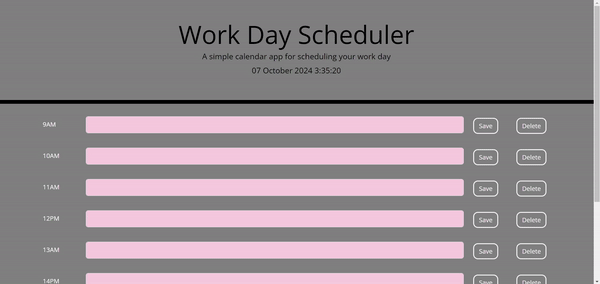 Work Day Scheduler
A simple calendar app for scheduling your work day
07 October 2024 3:35:20
9AM Save Delete
10AM Save Delete
11AM Save Delete
12PM Save Delete
13AM Save Delete
14PM Save Delete